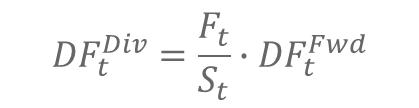 DF_t^{Div} = \frac{F_t}{S_t} \cdot DF_t^{Fwd}